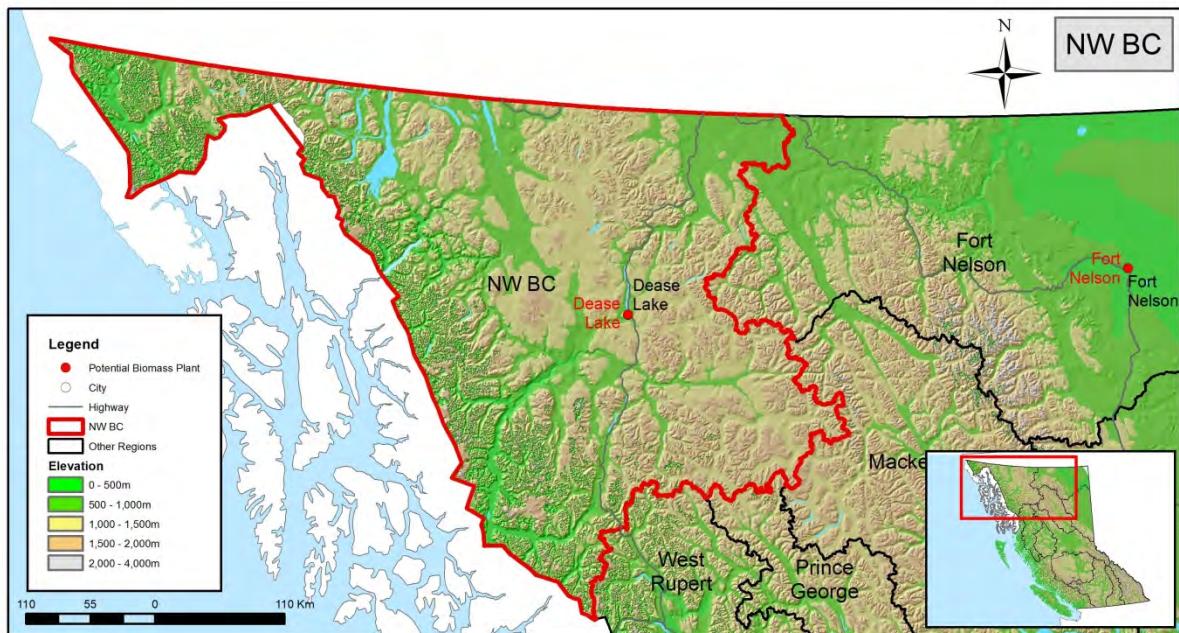 N
NW BC
Fort
Nelson
Fort
Nelson
Fort
Nelson
NW BC
Dease
Lake
Dease
Lake
Legend
Potential Biomass Plant
City
Highway
NW BC
Other Regions
Elevation
0 - 500m
500 - 1,000m
1,000 - 1,500m
1,500 - 2,000m
2,000 - 4,000m
Macke
West
Rupert
Prince
George
110 55 0 110 Km